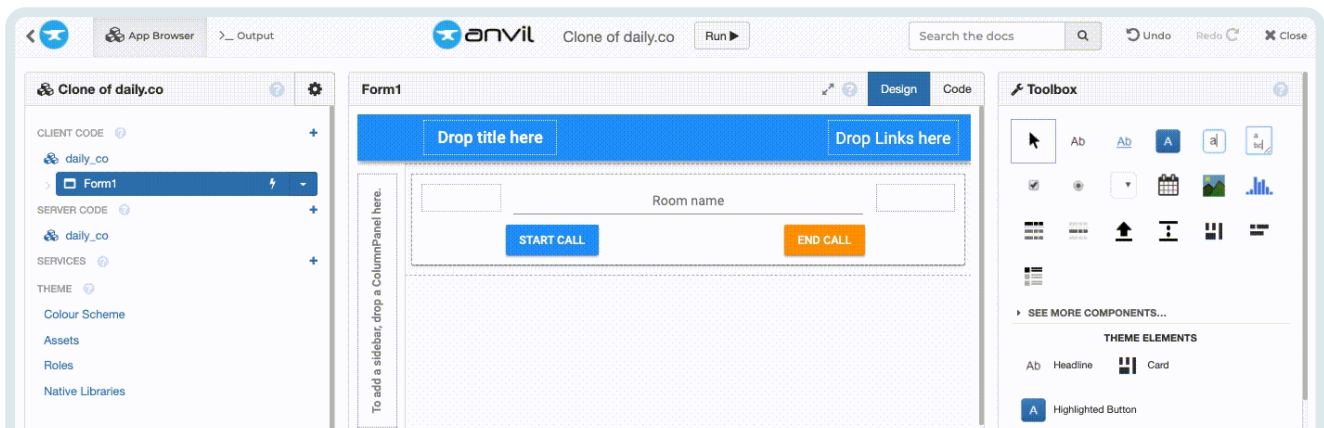 App Browser
>_ Output
anvil
Clone of daily.co
Run
Search the docs
Undo
Redo
Close
Clone of daily.co
CLIENT CODE
daily_co
Form1
SERVER CODE
daily_co
SERVICES
THEME
Colour Scheme
Assets
Roles
Native Libraries
Form1
Design
Code
Drop title here
Drop Links here
To add a sidebar, drop a ColumnPanel here.
Room name
START CALL
END CALL
Toolbox
Ab
Ab
A
a
a
bc
SEE MORE COMPONENTS...
THEME ELEMENTS
Ab Headline
Card
A Highlighted Button